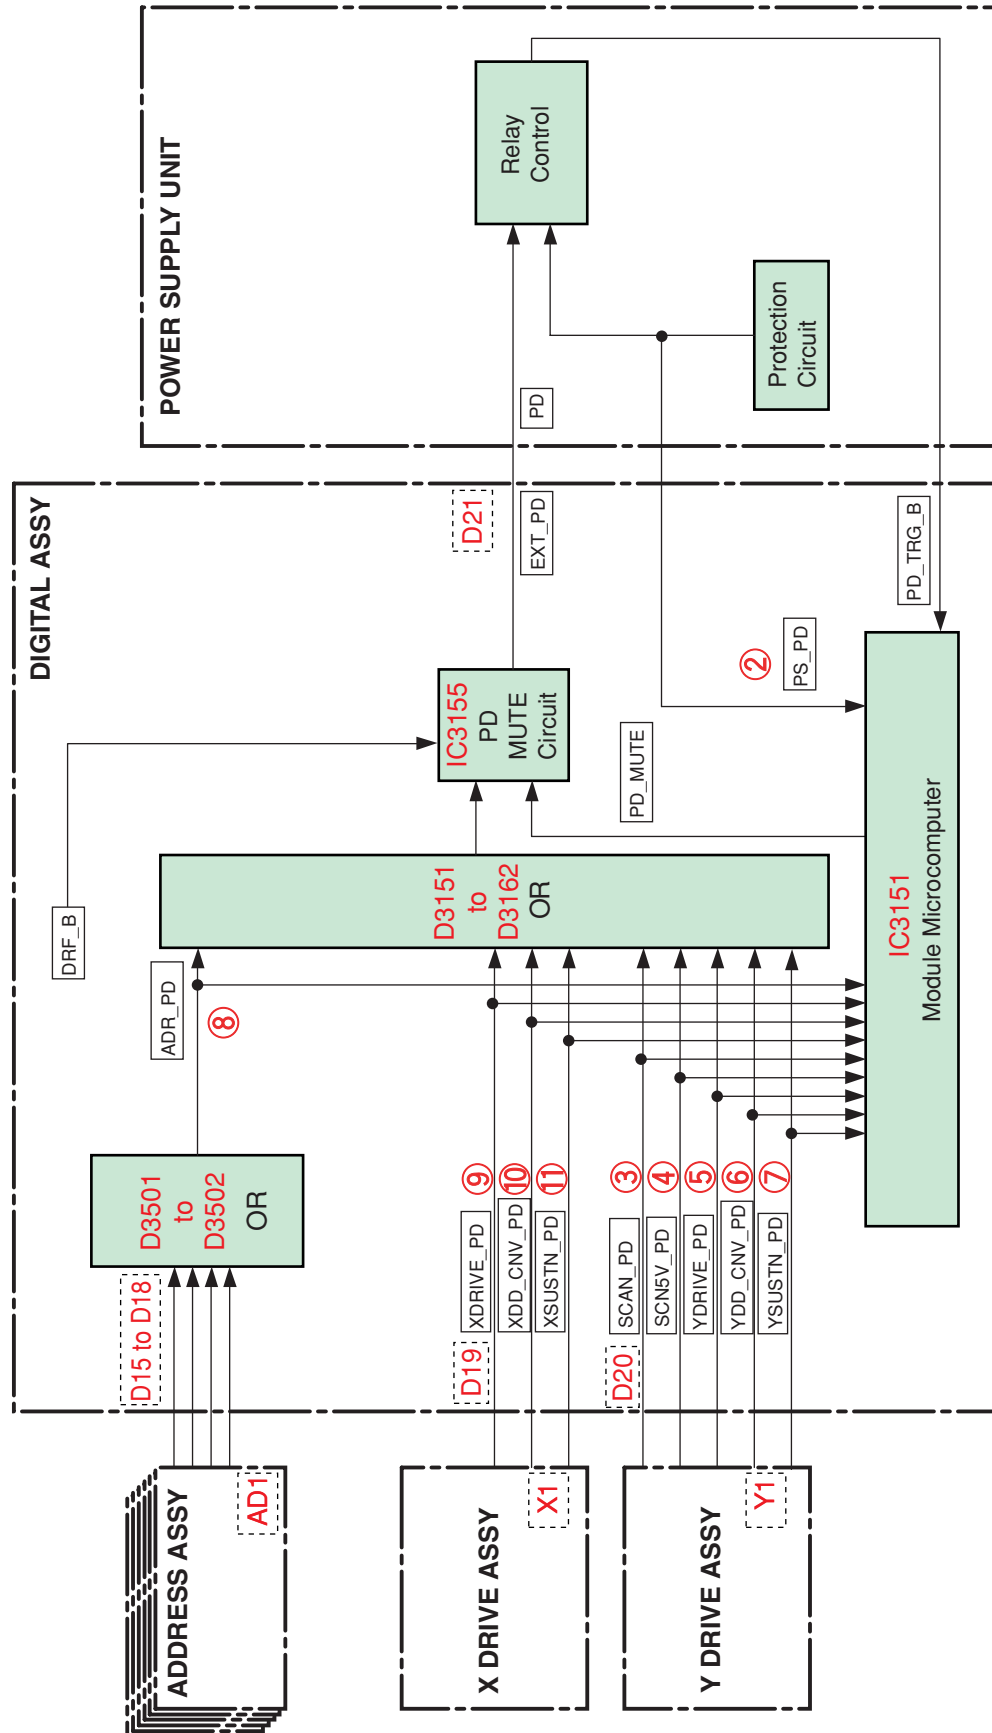 POWER SUPPLY UNIT
Relay
Control
Protection
Circuit
PD
DIGITAL ASSY
D21
EXT_PD
PD_TRG_B
IC3155
PD
MUTE
Circuit
②
PS_PD
PD_MUTE
DRF_B
D3151
to
D3162
OR
ADR_PD
⑧
IC3151
Module Microcomputer
D3501
to
D3502
OR
D15 to D18
⑨
XDRIVE_PD
⑩
XDD_CNV_PD
⑪
XSUSTN_PD
D19
③
SCAN_PD
④
SCN5V_PD
⑤
YDRIVE_PD
⑥
YDD_CNV_PD
⑦
YSUSTN_PD
D20
ADDRESS ASSY
AD1
X DRIVE ASSY
X1
Y DRIVE ASSY
Y1